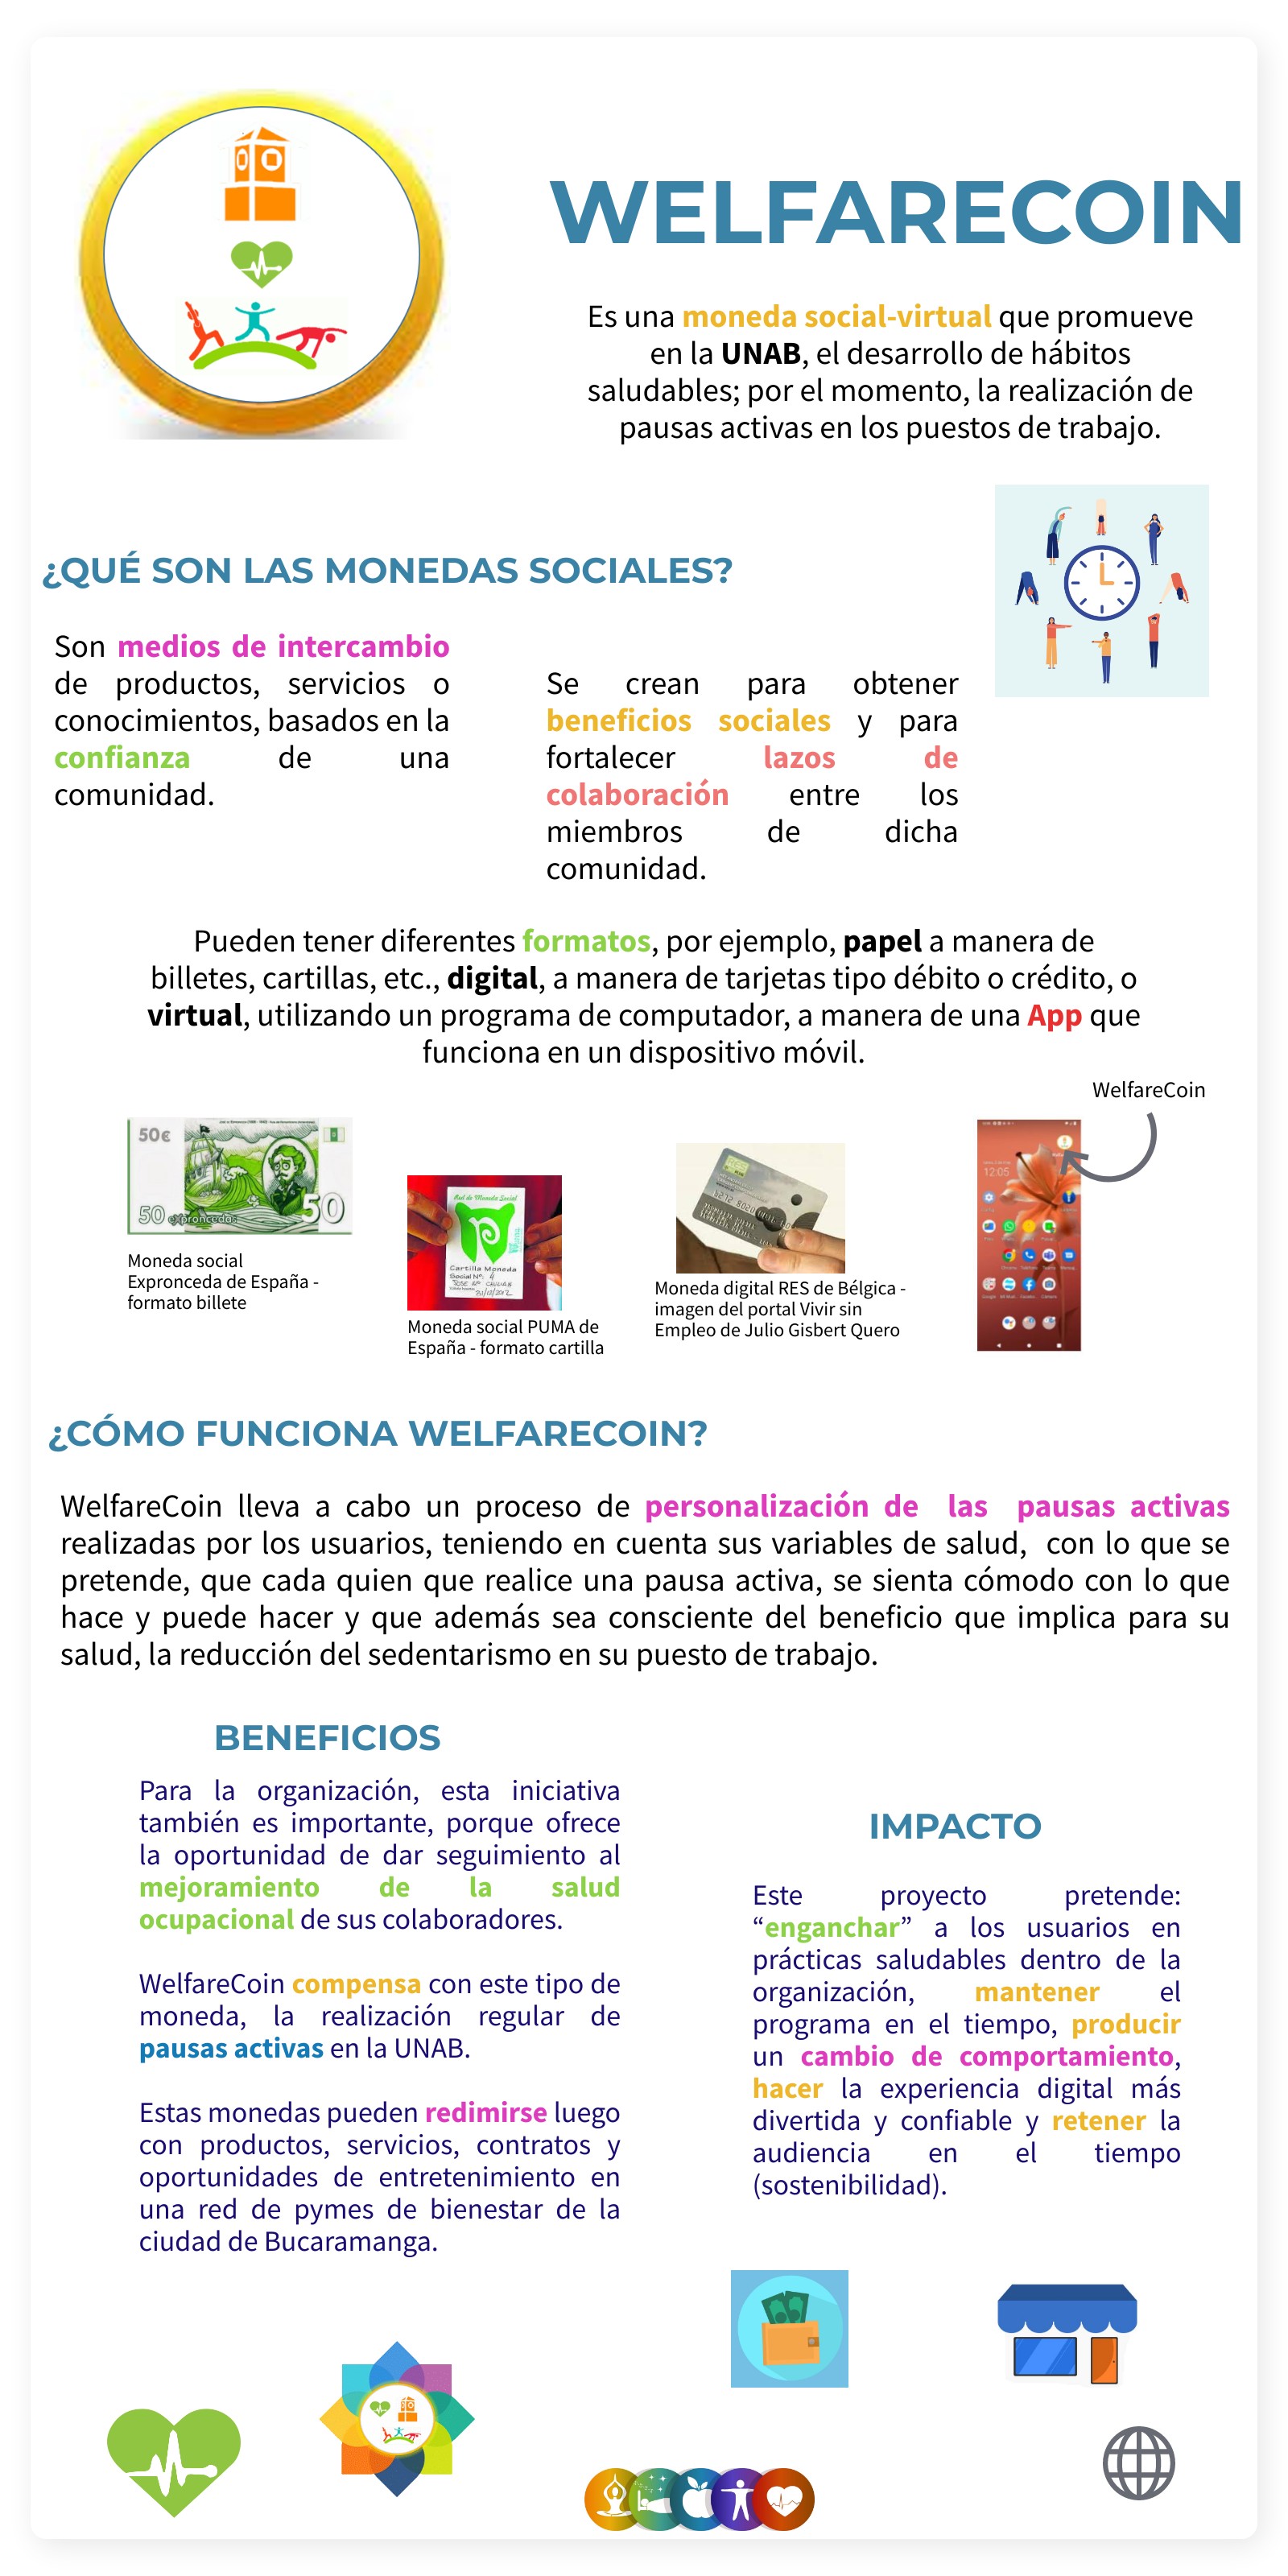 WELFARECOIN
Es una moneda social-virtual que promueve
en la UNAB, el desarrollo de hábitos
saludables; por el momento, la realización de
pausas activas en los puestos de trabajo.
¿QUÉ SON LAS MONEDAS SOCIALES?
Son medios de intercambio
de productos, servicios o
conocimientos, basados en la
confianza de una
comunidad.
Se crean para obtener
beneficios sociales y para
fortalecer lazos de
colaboración entre los
miembros de dicha
comunidad.
Pueden tener diferentes formatos, por ejemplo, papel a manera de
billetes, cartillas, etc., digital, a manera de tarjetas tipo débito o crédito, o
virtual, utilizando un programa de computador, a manera de una App que
funciona en un dispositivo móvil.
WelfareCoin
50€
50
50
Moneda social
Expronceda de España -
formato billete
Red de Moneda Social
Cartilla Moneda
Social Nº: 4
31/10/2012
Moneda social PUMA de
España - formato cartilla
Moneda digital RES de Bélgica -
imagen del portal Vivir sin
Empleo de Julio Gisbert Quero
12:05
¿CÓMO FUNCIONA WELFARECOIN?
WelfareCoin lleva a cabo un proceso de personalización de las pausas activas
realizadas por los usuarios, teniendo en cuenta sus variables de salud, con lo que se
pretende, que cada quien que realice una pausa activa, se sienta cómodo con lo que
hace y puede hacer y que además sea consciente del beneficio que implica para su
salud, la reducción del sedentarismo en su puesto de trabajo.
BENEFICIOS
Para la organización, esta iniciativa
también es importante, porque ofrece
la oportunidad de dar seguimiento al
mejoramiento de la salud
ocupacional de sus colaboradores.
WelfareCoin compensa con este tipo de
moneda, la realización regular de
pausas activas en la UNAB.
Estas monedas pueden redimirse luego
con productos, servicios, contratos y
oportunidades de entretenimiento en
una red de pymes de bienestar de la
ciudad de Bucaramanga.
IMPACTO
Este proyecto pretende:
“enganchar” a los usuarios en
prácticas saludables dentro de la
organización, mantener el
programa en el tiempo, producir
un cambio de comportamiento,
hacer la experiencia digital más
divertida y confiable y retener la
audiencia en el tiempo
(sostenibilidad).